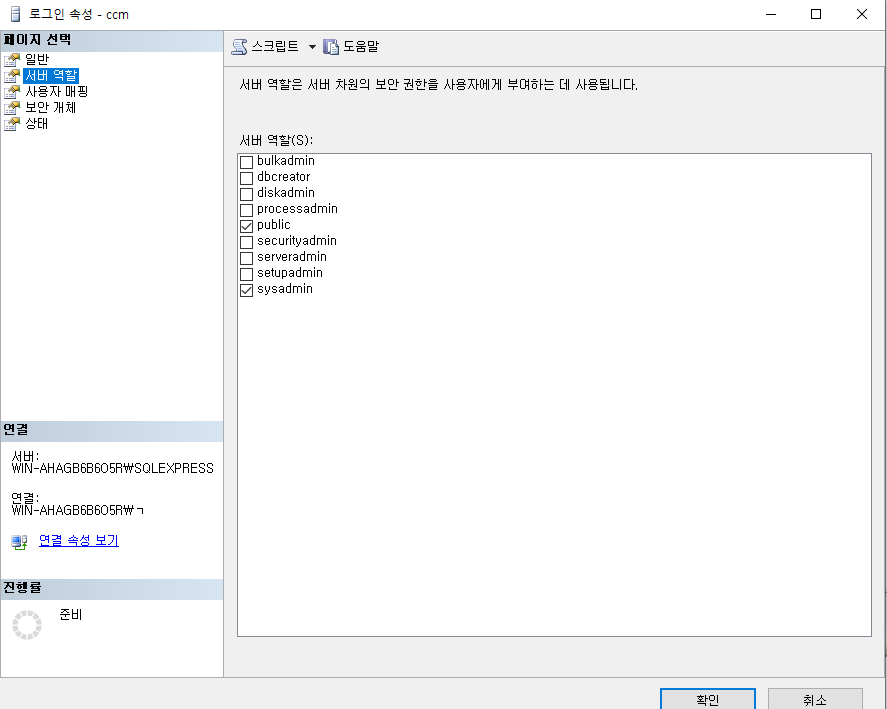 로그인 속성 - ccm
페이지 선택
일반
서버 역할
사용자 매핑
보안 개체
상태
스크립트
도움말
서버 역할은 서버 차원의 보안 권한을 사용자에게 부여하는 데 사용됩니다.
서버 역할(S):
bulkadmin
dbcreator
diskadmin
processadmin
public
securityadmin
serveradmin
setupadmin
sysadmin
연결
서버:
WIN-AHAGB6B6O5R₩SQLEXPRESS
연결:
WIN-AHAGB6B6O5R₩ㄱ
연결 속성 보기
진행률
준비
확인
취소